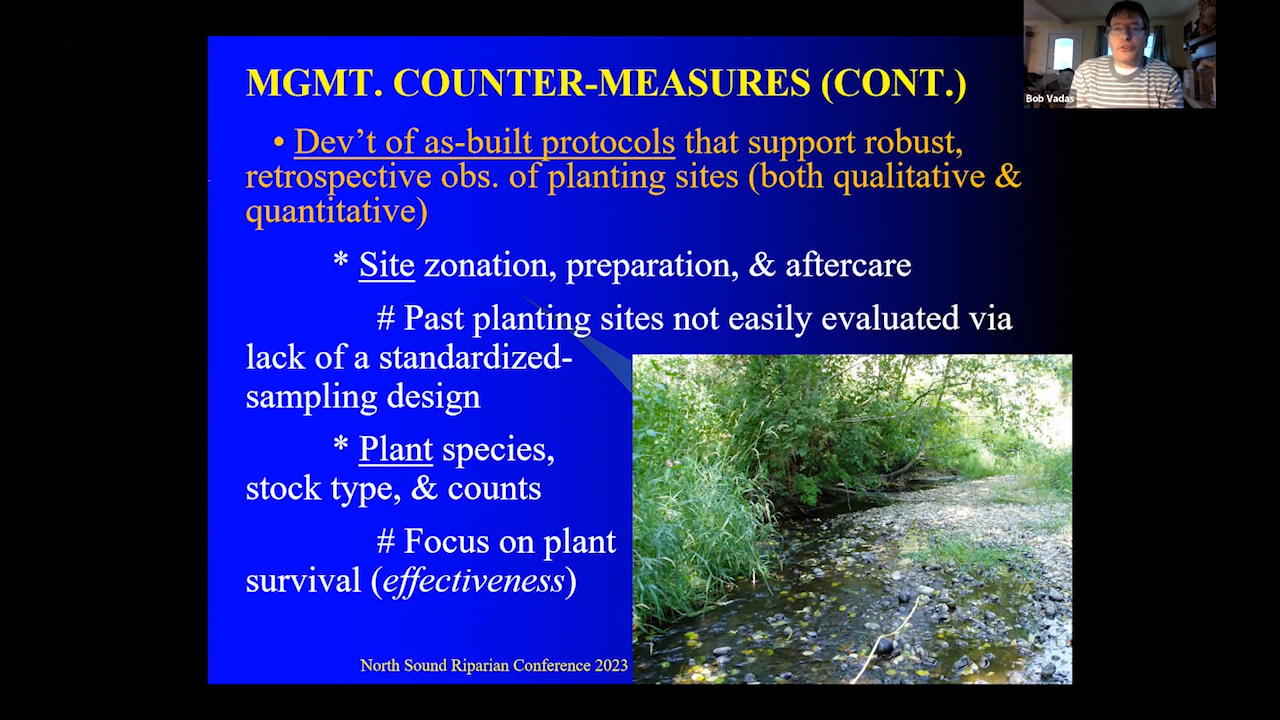 MGMT. COUNTER-MEASURES (CONT.)
• Dev’t of as-built protocols that support robust,
retrospective obs. of planting sites (both qualitative &
quantitative)
* Site zonation, preparation, & aftercare
# Past planting sites not easily evaluated via
lack of a standardized-
sampling design
* Plant species,
stock type, & counts
# Focus on plant
survival (effectiveness)
North Sound Riparian Conference 2023
Bob Vadas